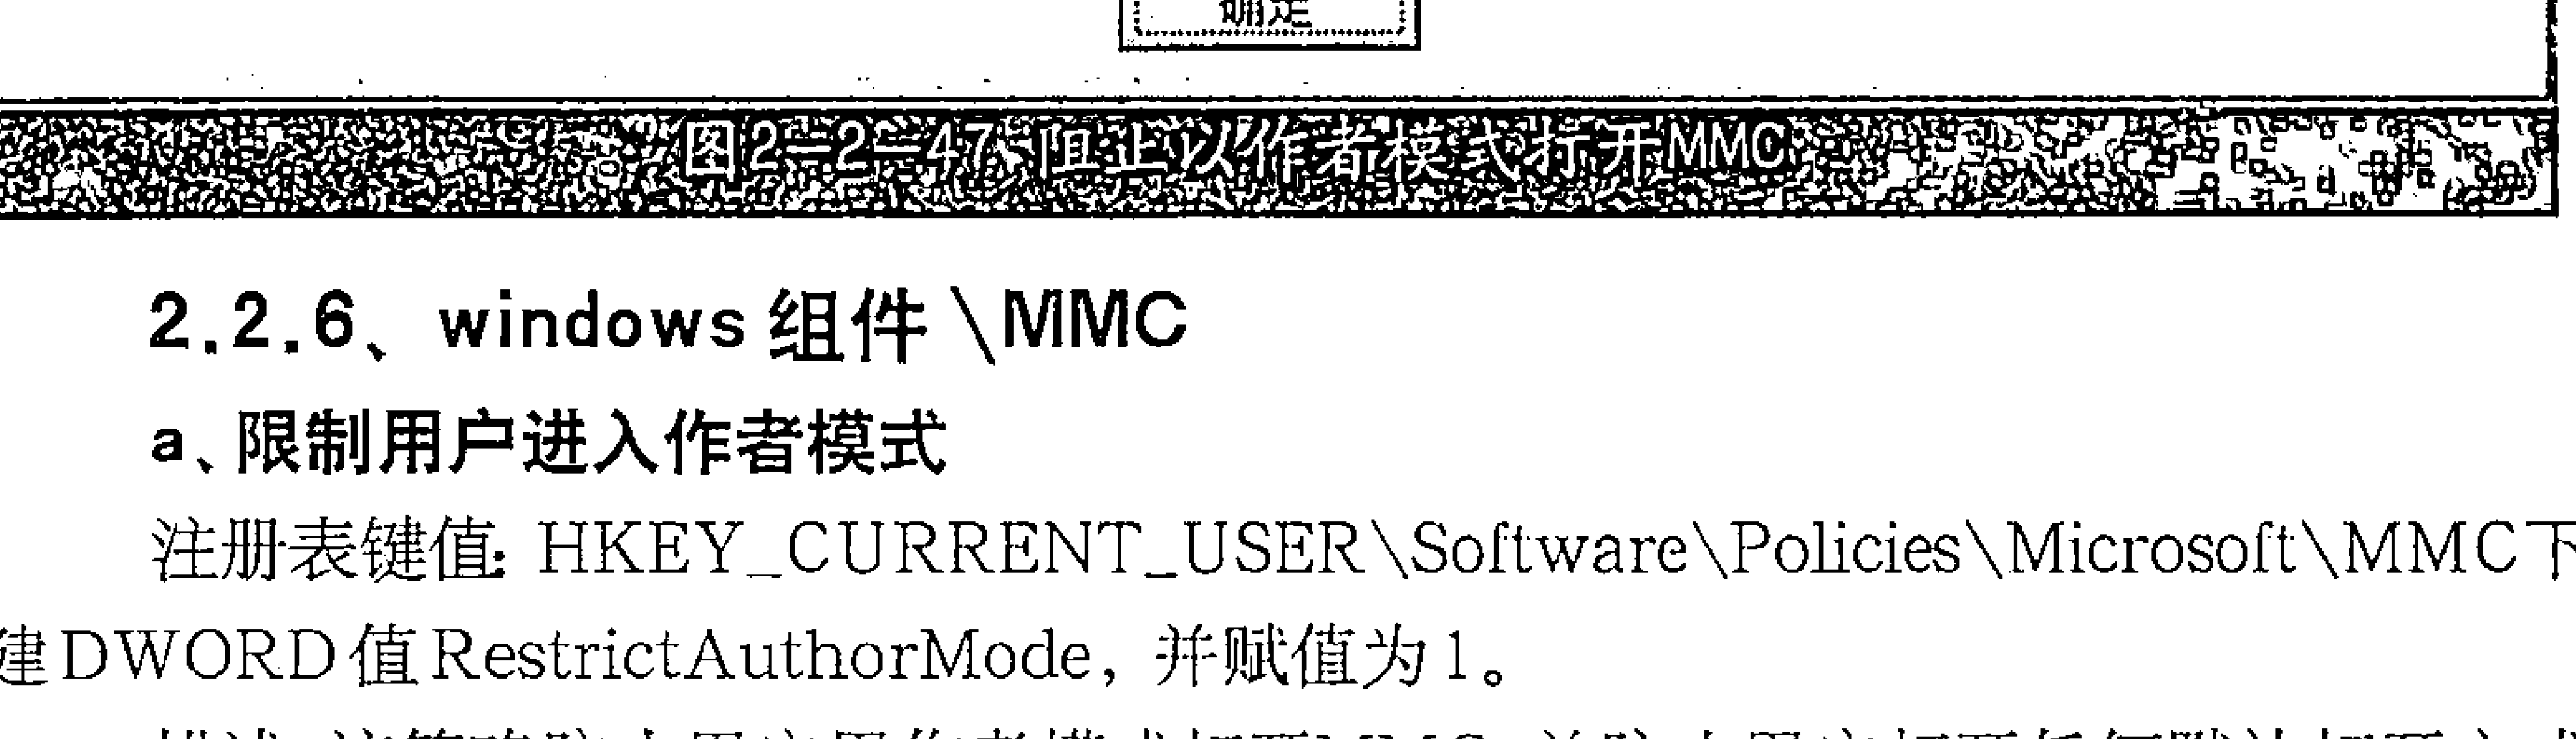 确定
图2-2-47、阻止以作者模式打开MMC
2.2.6、windows 组件 \MMC
a、限制用户进入作者模式
注册表键值: HKEY_CURRENT_USER\Software\Policies\Microsoft\MMC下
建DWORD值RestrictAuthorMode, 并赋值为1。